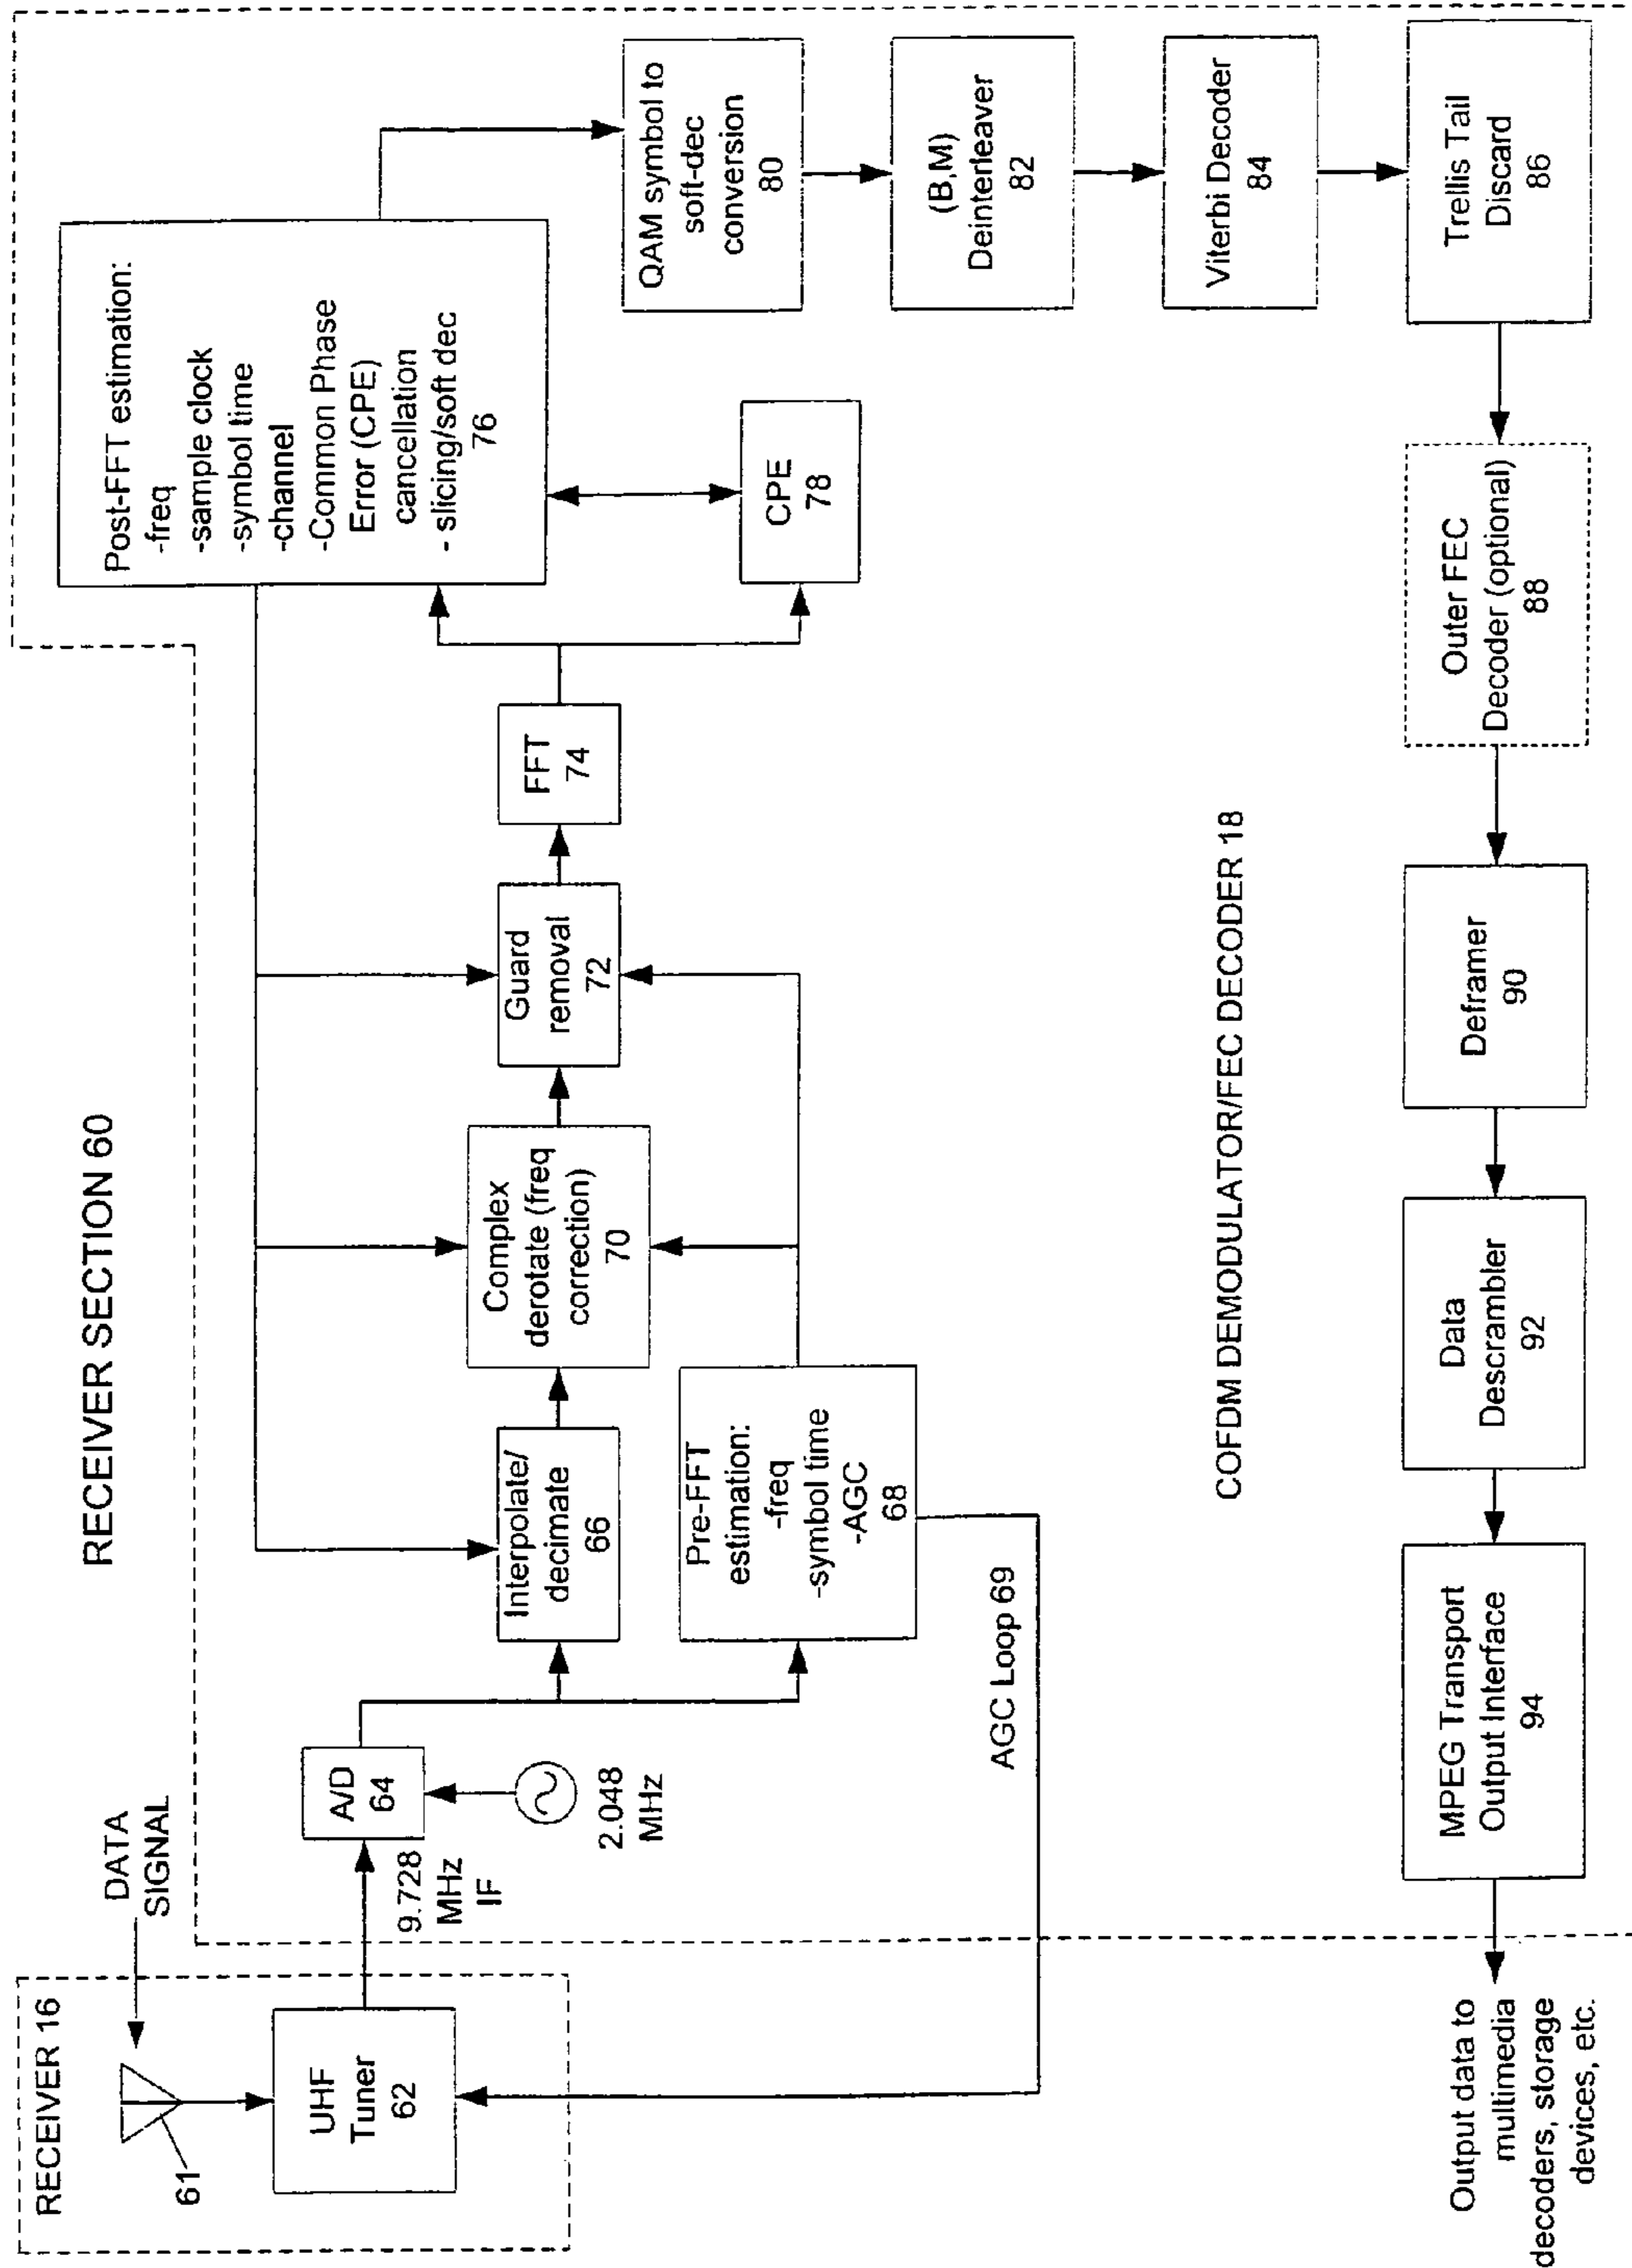 RECEIVER SECTION 60
RECEIVER 16
DATA
SIGNAL
61
UHF
Tuner
62
9.728
MHz
IF
A/D
64
2.048
MHz
Interpolate/
decimate
66
Pre-FFT
estimation:
-freq
-symbol time
-AGC
68
AGC Loop 69
Complex
derotate (freq
correction)
70
Guard
removal
72
FFT
74
Post-FFT estimation:
-freq
-sample clock
-symbol time
-channel
-Common Phase
Error (CPE)
cancellation
- slicing/soft dec
76
CPE
78
QAM symbol to
soft-dec
conversion
80
(B,M)
Deinterleaver
82
Viterbi Decoder
84
Trellis Tail
Discard
86
Outer FEC
Decoder (optional)
88
Deframer
90
Data
Descrambler
92
MPEG Transport
Output Interface
94
COFDM DEMODULATOR/FEC DECODER 18
Output data to
multimedia
decoders, storage
devices, etc.